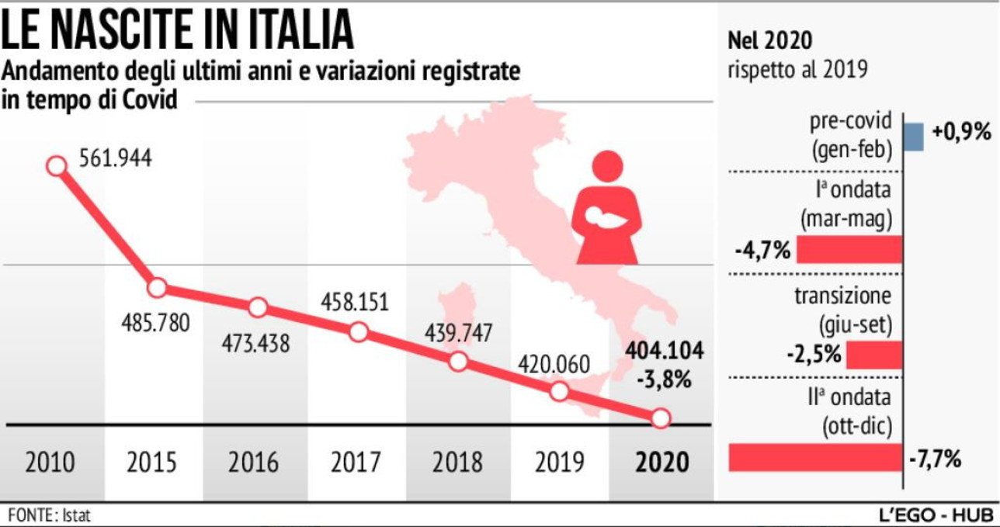 LE NASCITE IN ITALIA
Andamento degli ultimi anni e variazioni registrate
in tempo di Covid
561.944
485.780
473.438
458.151
439.747
420.060
404.104
-3,8%
2010
2015
2016
2017
2018
2019
2020
Nel 2020
rispetto al 2019
pre-covid
(gen-feb)
+0,9%
Iª ondata
(mar-mag)
-4,7%
transizione
(giu-set)
-2,5%
IIª ondata
(ott-dic)
-7,7%
FONTE: Istat
L'EGO - HUB